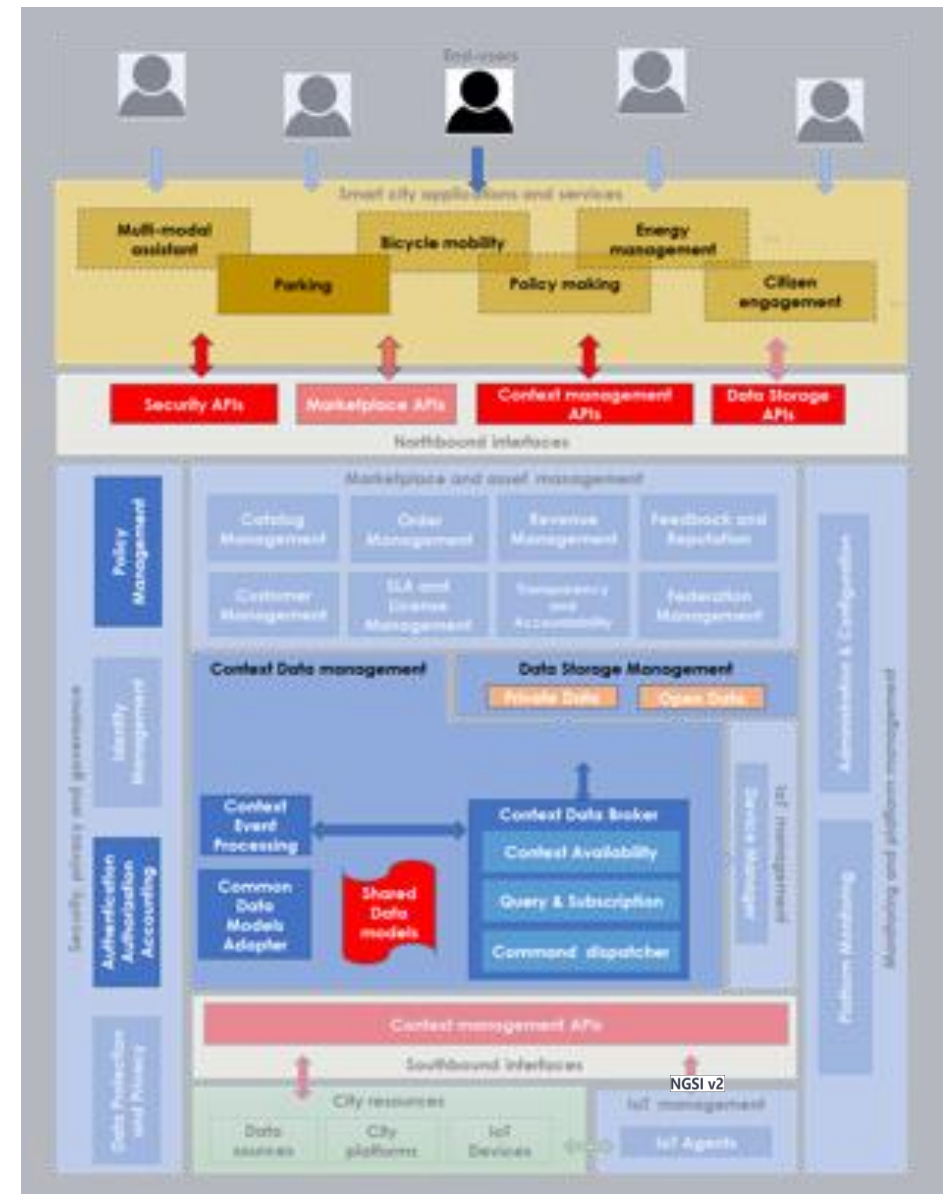 End-users
Smart city applications and services
Multi-modal
assistant
Bicycle mobility
Energy
management
...
Parking
Policy making
Citizen
engagement
...
Security APIs
Marketplace APIs
Context management
APIs
Data Storage
APIs
Northbound interfaces
Security, privacy and governance
Policy
Management
Identity
Management
Authentication
Authorization
Accounting
Data Protection
and Privacy
Marketplace and asset management
Catalog
Management
Order
Management
Revenue
Management
Feedback and
Reputation
Customer
Management
SLA and
License
Management
Transparency
and
Accountability
Federation
Management
Context Data management
Data Storage Management
Private Data
Open Data
Context
Event
Processing
Common
Data
Models
Adapter
Shared
Data
models
Context Data Broker
Context Availability
Query & Subscription
Command dispatcher
Device Manager
IoT management
Administration & Configuration
Platform Monitoring
Monitoring and platform management
Context management APIs
Southbound interfaces
NGSI v2
City resources
Data
sources
City
platforms
IoT
Devices
IoT management
IoT Agents